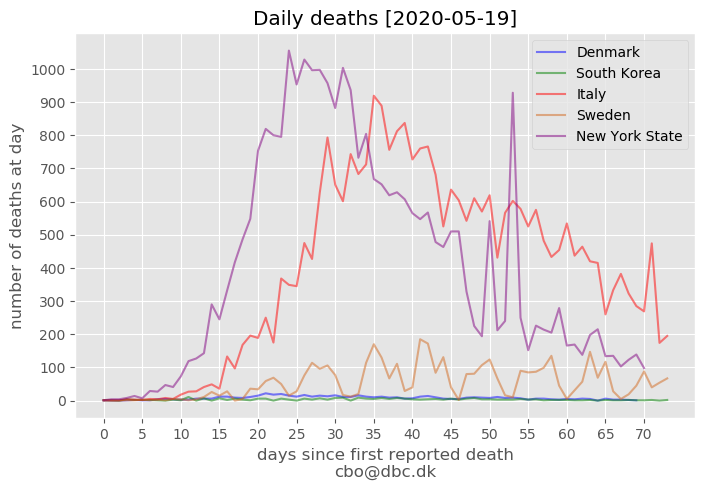 Daily deaths [2020-05-19]
Denmark
South Korea
Italy
Sweden
New York State
number of deaths at day
1000
900
800
700
600
500
400
300
200
100
0
0 5 10 15 20 25 30 35 40 45 50 55 60 65 70
days since first reported death
cbo@dbc.dk